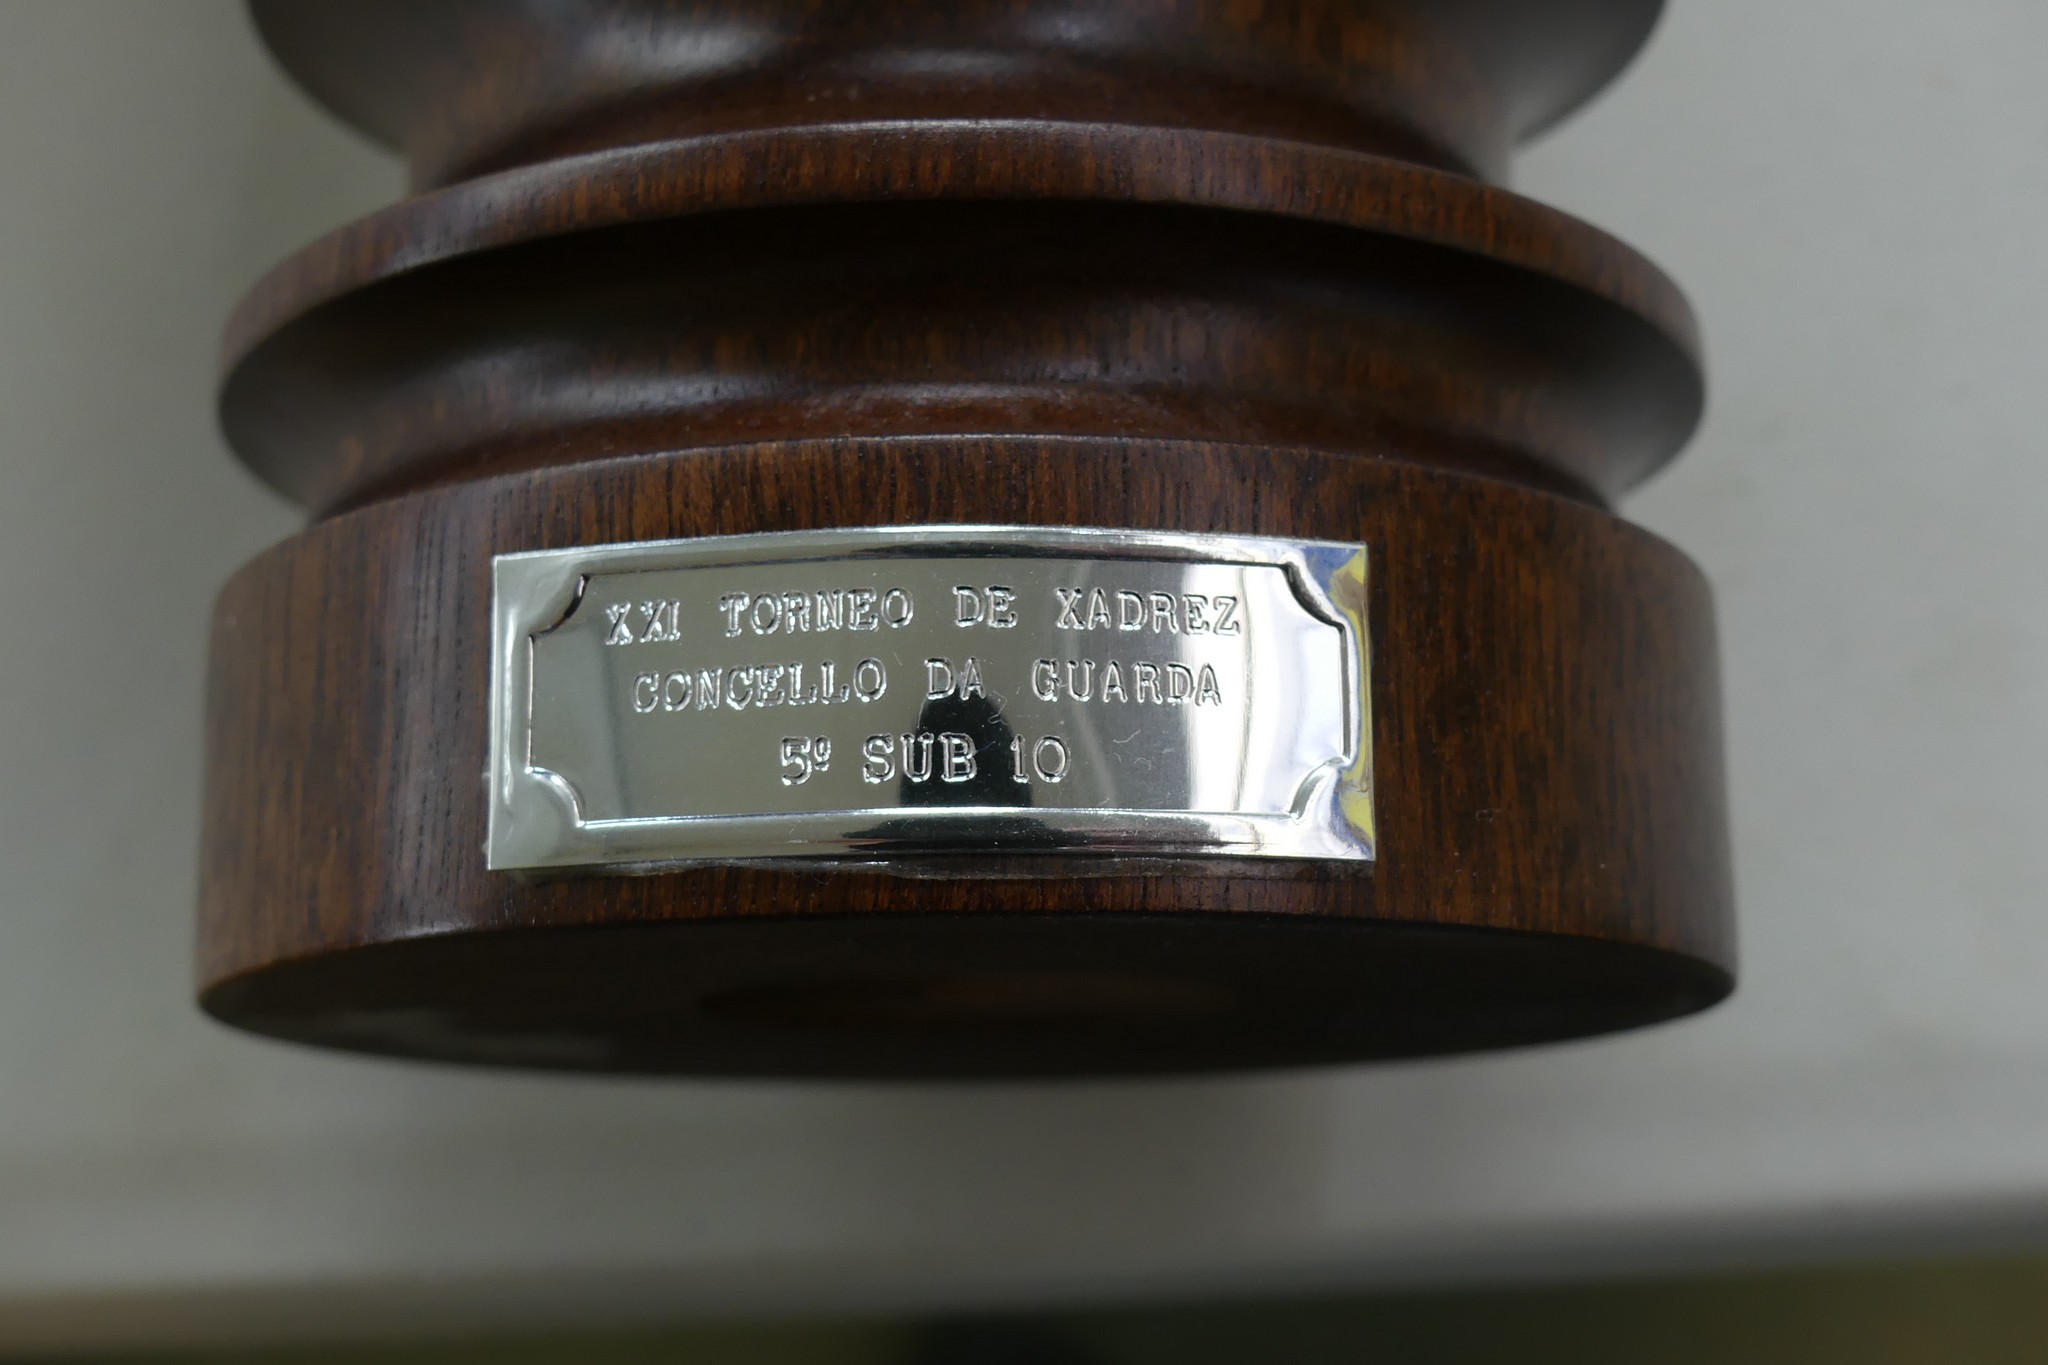 XXI TORNEO DE XADREZ
CONCELLO DA GUARDA
5º SUB 10